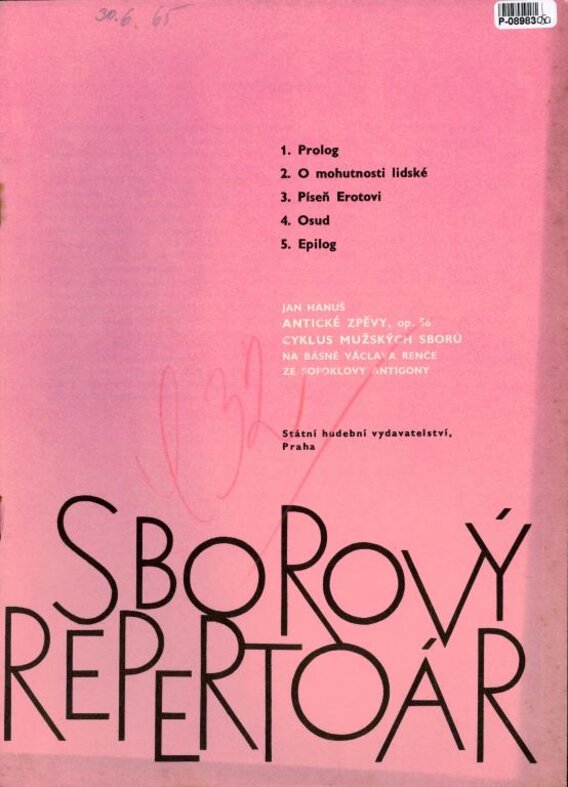 30.6. 65
P-0898300
1. Prolog
2. O mohutnosti lidské
3. Píseň Erotovi
4. Osud
5. Epilog
JAN HANUŠ
ANTICKÉ ZPĚVY, op. 56
CYKLUS MUŽSKÝCH SBORŮ
NA BÁSNĚ VÁCLAVA RENČE
ZE SOFOKLOVY ANTIGONY
Státní hudební vydavatelství,
Praha
SBOROVÝ
REPERTOÁR